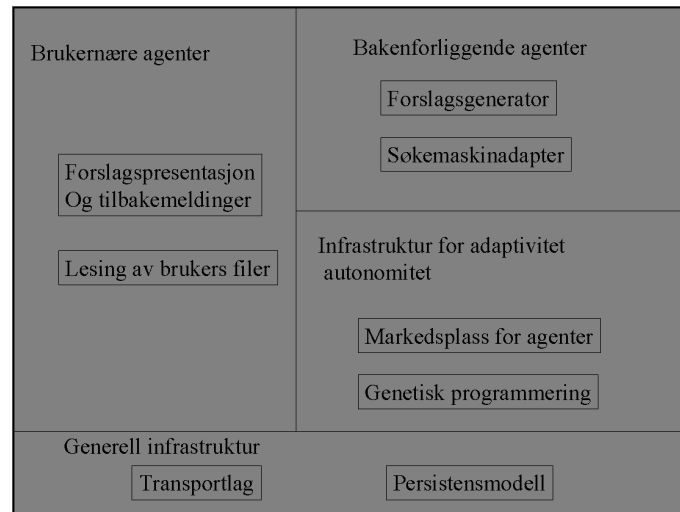 Brukernære agenter
Forslagspresentasjon
Og tilbakemeldinger
Lesing av brukers filer
Bakenforliggende agenter
Forslagsgenerator
Søkemaskinadapter
Infrastruktur for adaptivitet
autonomitet
Markedsplass for agenter
Genetisk programmering
Generell infrastruktur
Transportlag
Persistensmodell